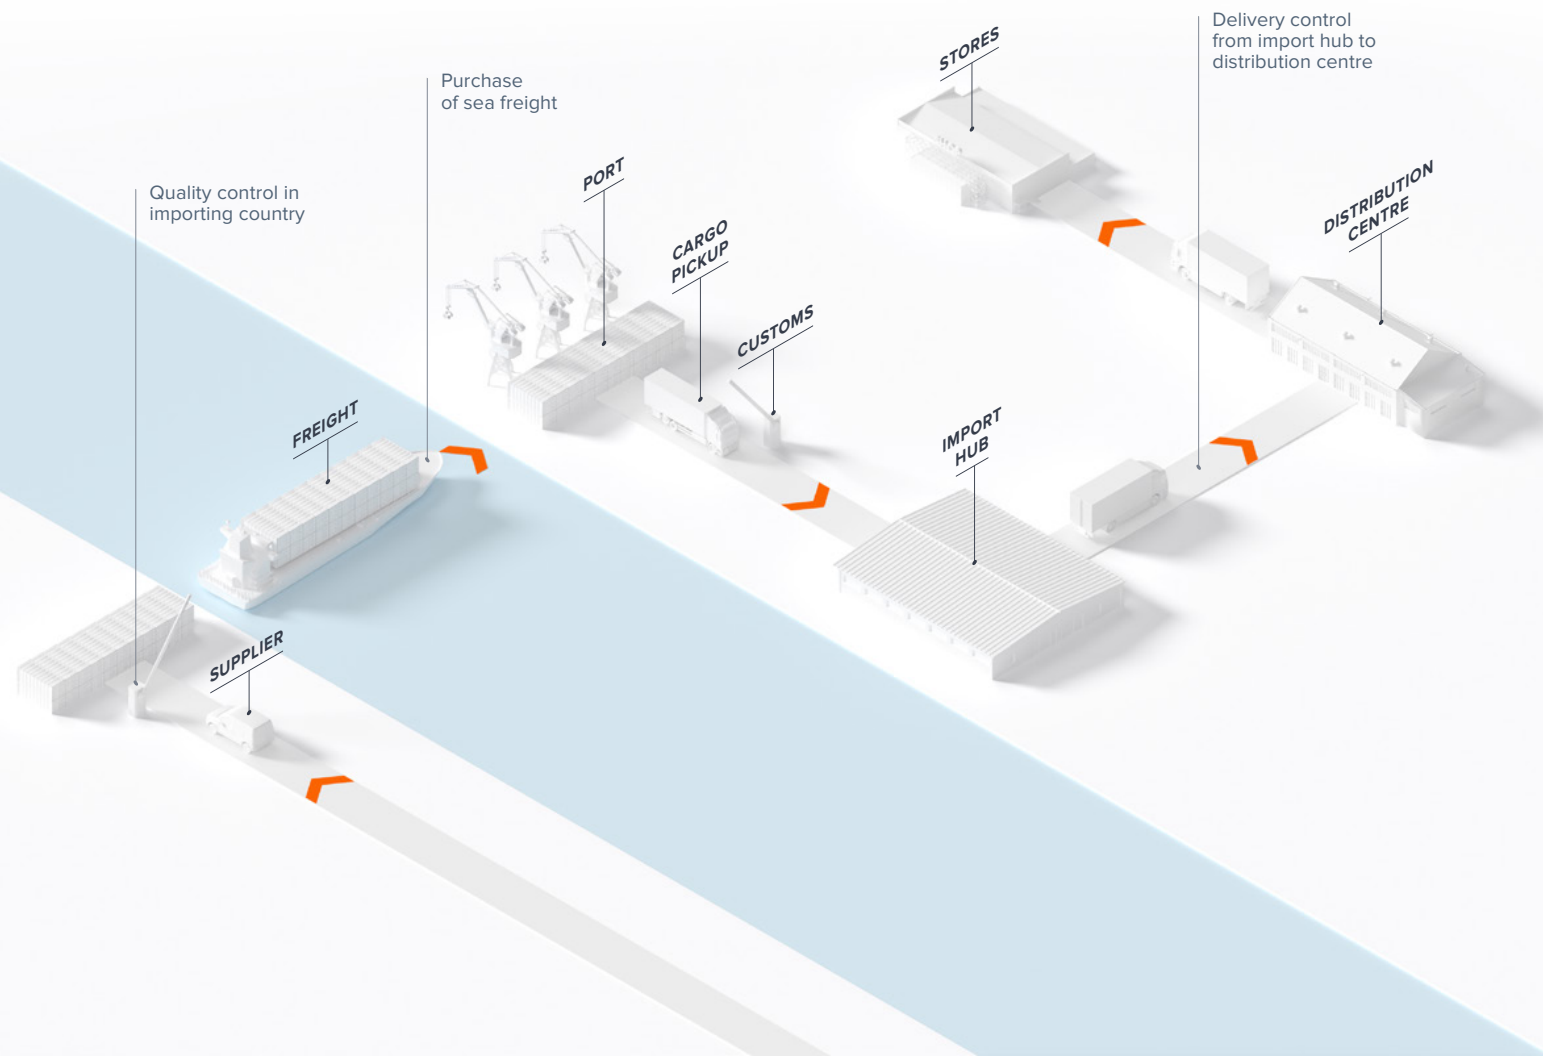 Delivery control
from import hub to
distribution centre
STORES
Purchase
of sea freight
PORT
DISTRIBUTION
CENTRE
Quality control in
importing country
CARGO
PICKUP
CUSTOMS
FREIGHT
IMPORT
HUB
SUPPLIER